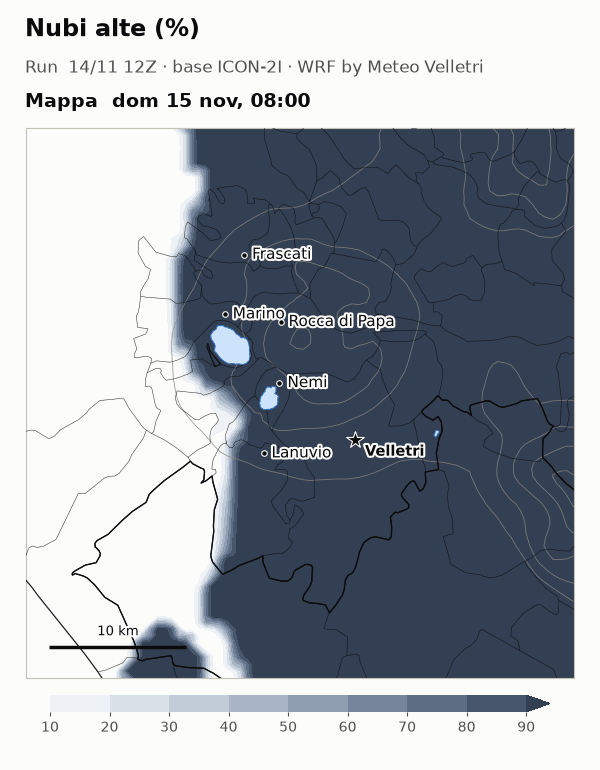 Nubi alte (%)
Run  14/11 12Z · base ICON-2I · WRF by Meteo Velletri
Mappa  dom 15 nov, 08:00
Frascati
Marino
Rocca di Papa
Nemi
Velletri
Lanuvio
10 km
10 20 30 40 50 60 70 80 90